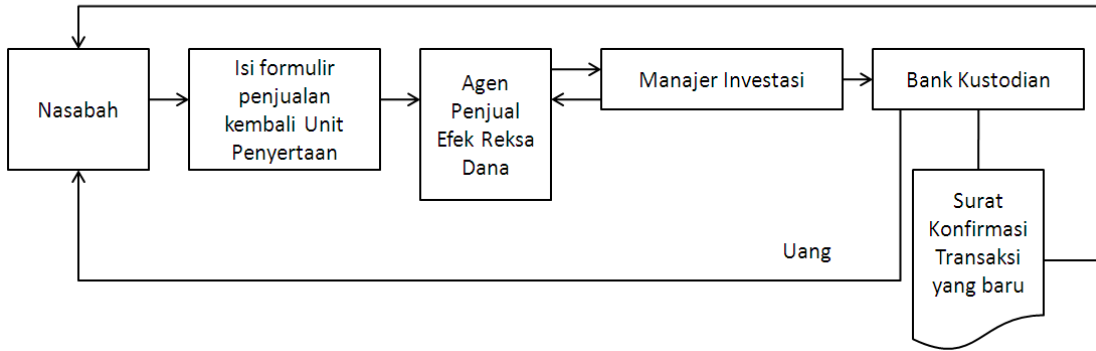 Nasabah
Isi formulir
penjualan
kembali Unit
Penyertaan
Agen
Penjual
Efek Reksa
Dana
Manajer Investasi
Bank Kustodian
Surat
Konfirmasi
Transaksi
yang baru
Uang